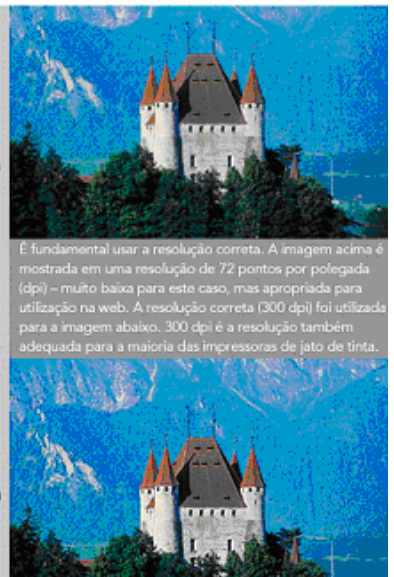 É fundamental usar a resolução correta. A imagem acima é
mostrada em uma resolução de 72 pontos por polegada
(dpi) – muito baixa para este caso, mas apropriada para
utilização na web. A resolução correta (300 dpi) foi utilizada
para a imagem abaixo. 300 dpi é a resolução também
adequada para a maioria das impressoras de jato de tinta.